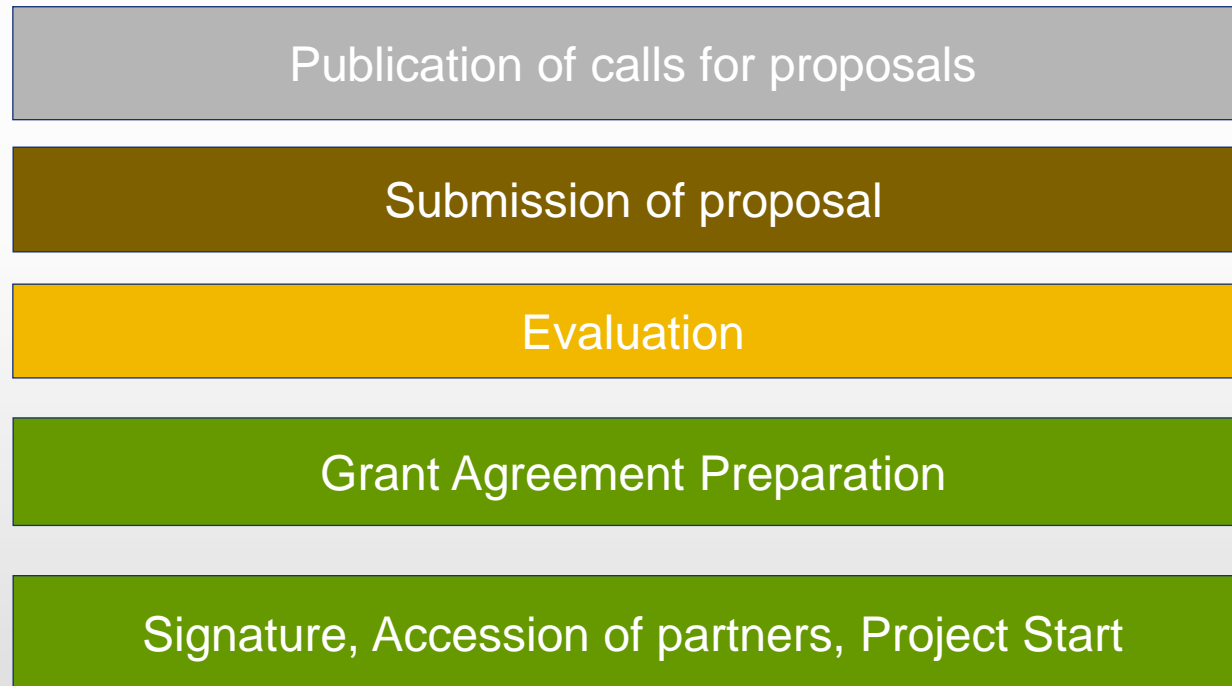 Publication of calls for proposals
Submission of proposal
Evaluation
Grant Agreement Preparation
Signature, Accession of partners, Project Start